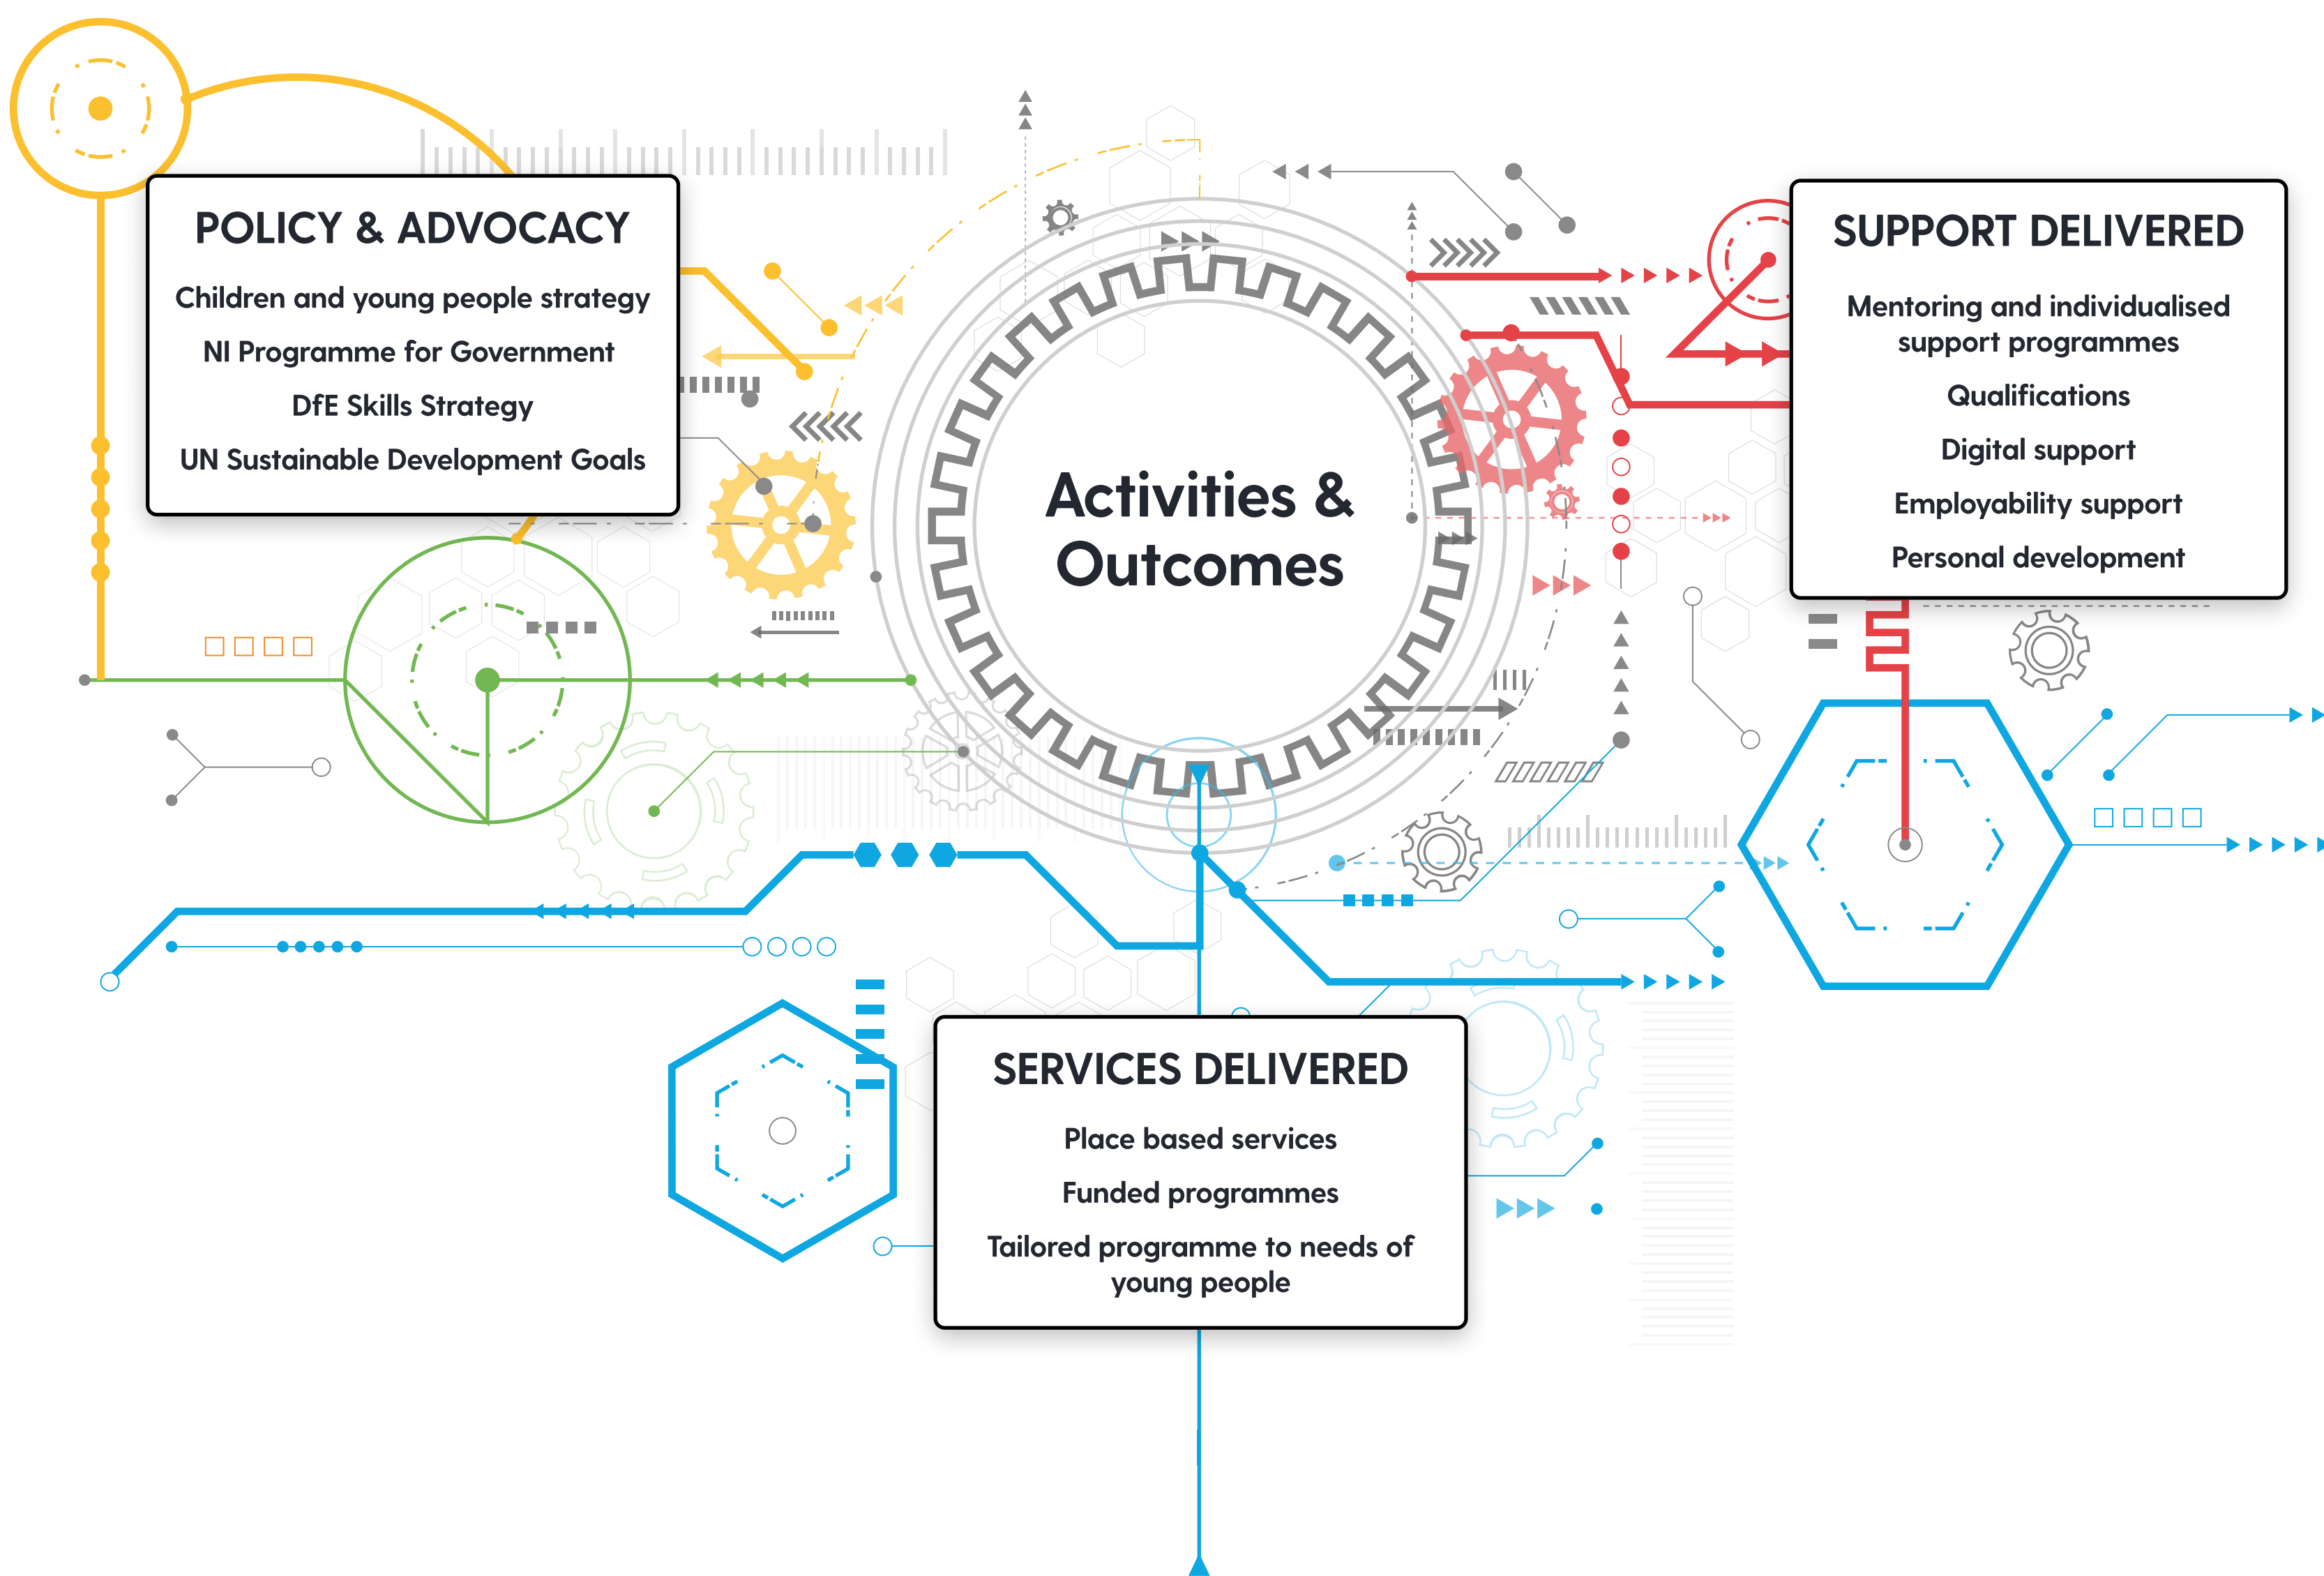 POLICY & ADVOCACY
Children and young people strategy
NI Programme for Government
DfE Skills Strategy
UN Sustainable Development Goals
Activities &
Outcomes
SUPPORT DELIVERED
Mentoring and individualised
support programmes
Qualifications
Digital support
Employability support
Personal development
SERVICES DELIVERED
Place based services
Funded programmes
Tailored programme to needs of
young people